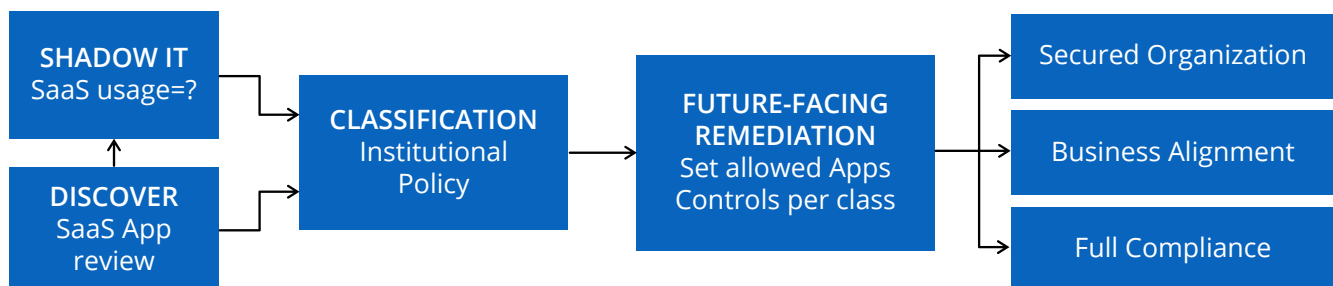 SHADOW IT
SaaS usage=?
DISCOVER
SaaS App
review
CLASSIFICATION
Institutional
Policy
FUTURE-FACING
REMEDIATION
Set allowed Apps
Controls per class
Secured Organization
Business Alignment
Full Compliance